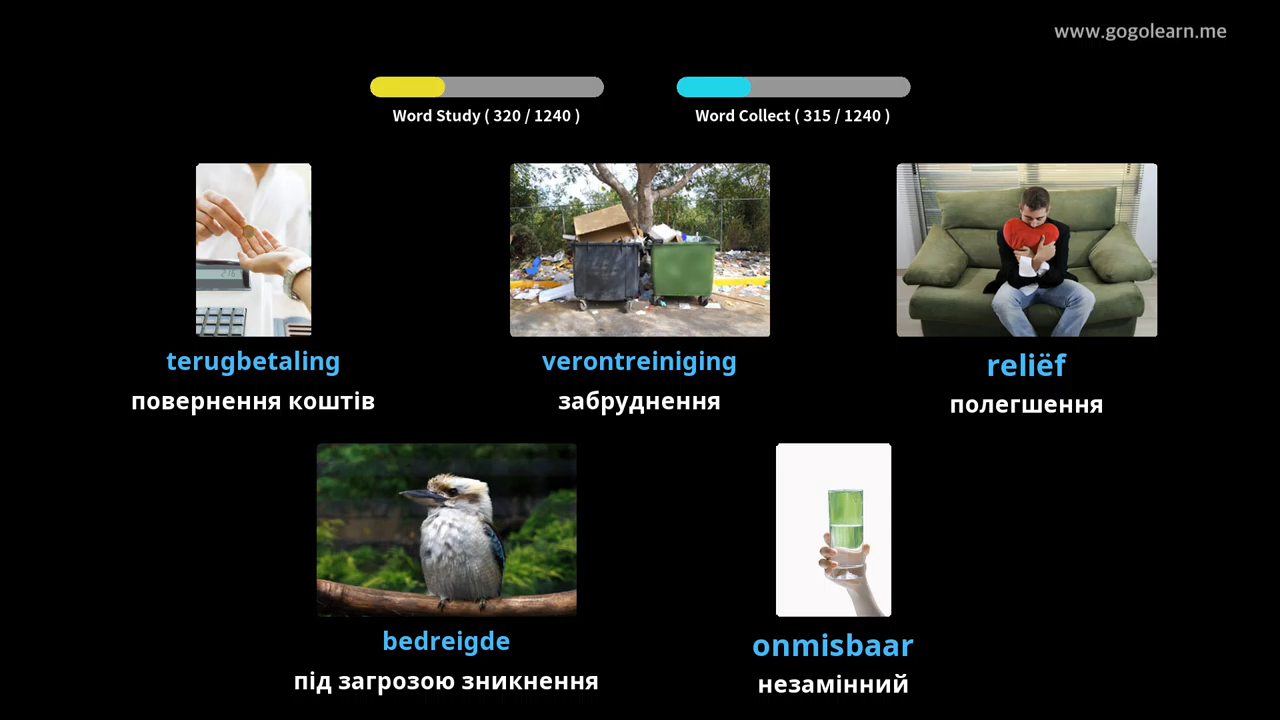 www.gogolearn.me
Word Study ( 320 / 1240 )
Word Collect ( 315 / 1240 )
terugbetaling
повернення коштів
verontreiniging
забруднення
reliëf
полегшення
bedreigde
під загрозою зникнення
onmisbaar
незамінний